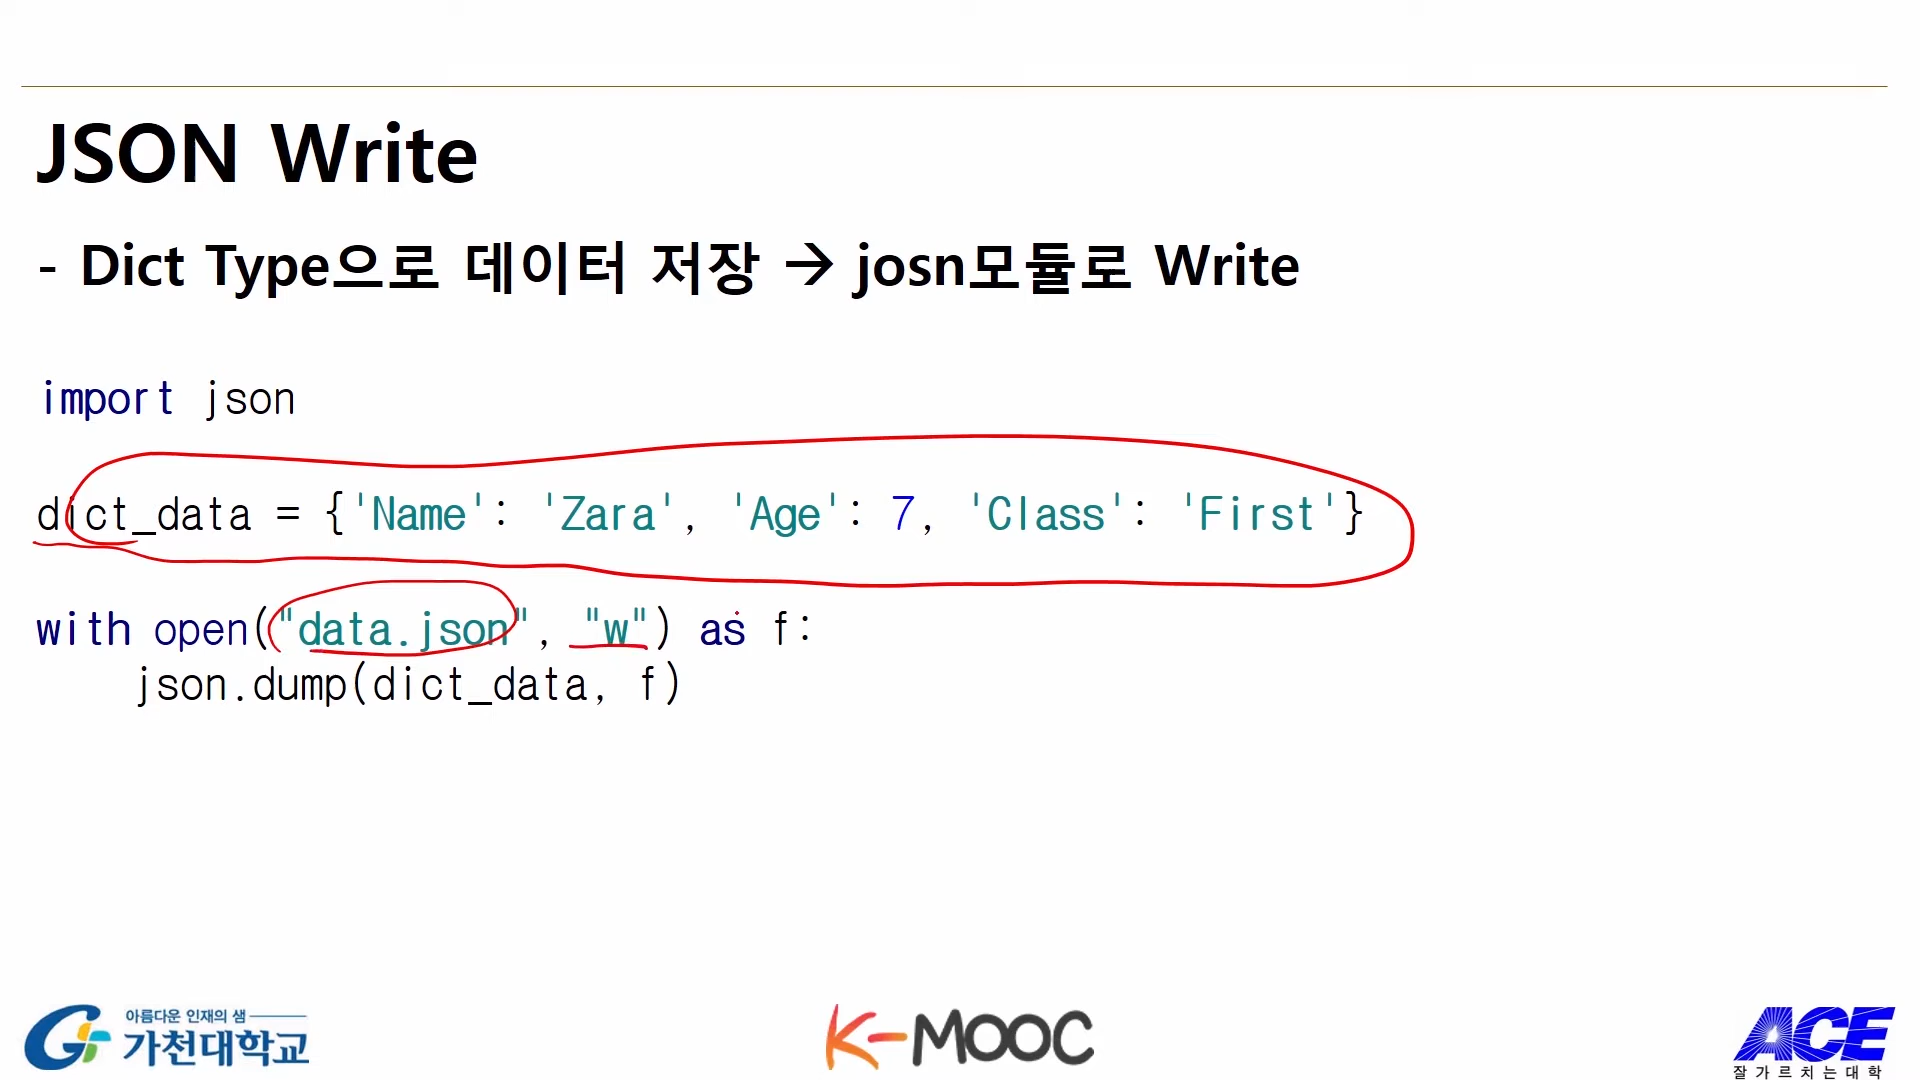 JSON Write
- Dict Type으로 데이터 저장 → josn모듈로 Write
import json
dict_data = {'Name': 'Zara', 'Age': 7, 'Class': 'First'}
with open("data.json", "w") as f:
    json.dump(dict_data, f)
아름다운 인재의 샘
가천대학교
K-MOOC
ACE
잘가르치는대학